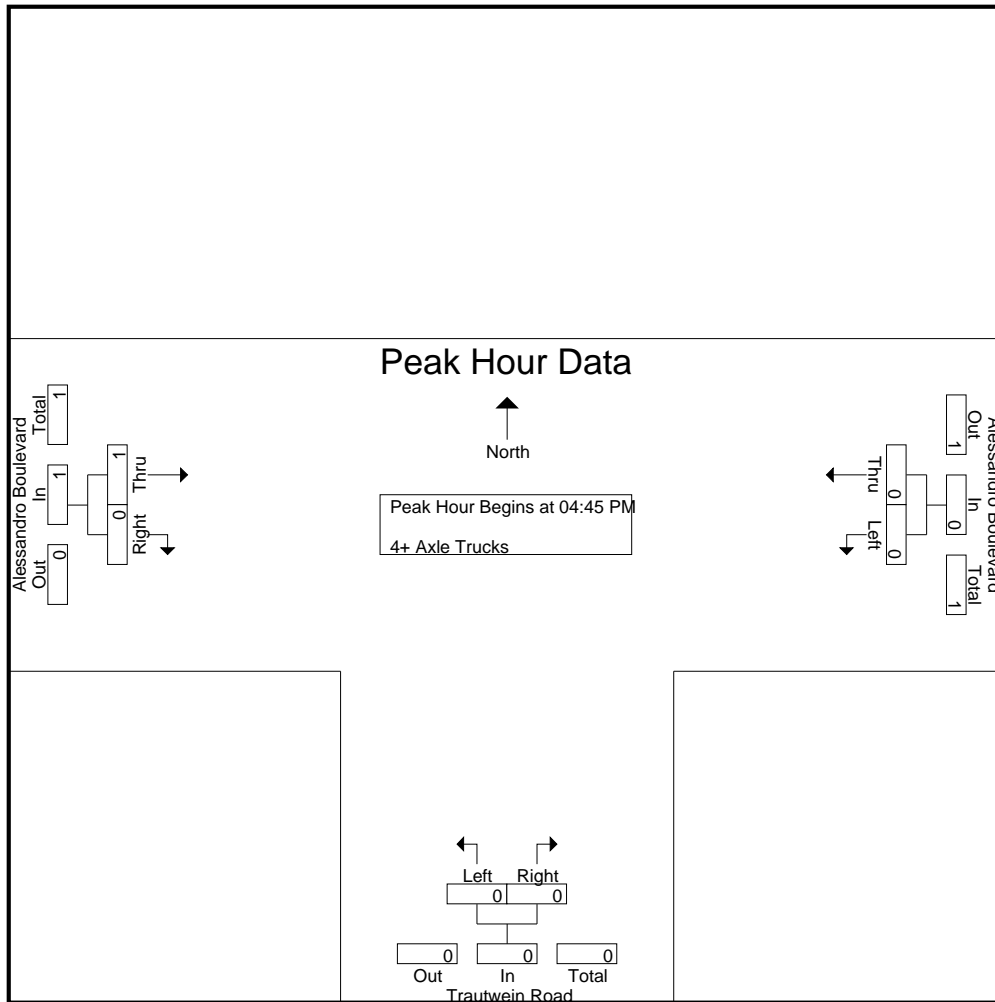 Peak Hour Data
North
Peak Hour Begins at 04:45 PM
4+ Axle Trucks
Alessandro Boulevard
Out In Total
0 1 1
Right Thru
0 1
Alessandro Boulevard
Out In Total
1 0 1
Thru Left
0 0
Left Right
0 0
0 0 0
Out In Total
Trautwein Road